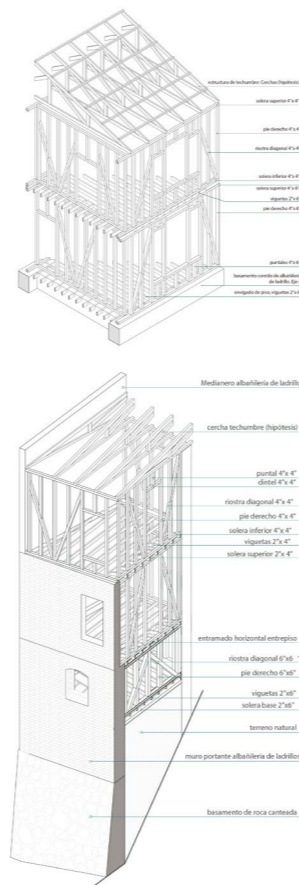 estructura de techumbre: Cerchas (hipótesis)
solera superior 4"x 4"
pie derecho 4"x 4"
riostra diagonal 4"x 4"
solera inferior 4"x 4"
solera superior 4"x 6"
viguetas 2"x 6"
pie derecho 4"x 6"
puntales 4"x 6"
basamento corrido de albañilería
de ladrillo. Eje
envigado de piso, viguetas 2"x 6"
Medianero albañilería de ladrillo
cercha techumbre (hipótesis)
puntal 4"x 4"
dintel 4"x 4"
riostra diagonal 4"x 4"
pie derecho 4"x 4"
solera inferior 4"x 4"
viguetas 2"x 4"
solera superior 2"x 4"
entramado horizontal entrepiso
riostra diagonal 6"x6 "
pie derecho 6"x6"
viguetas 2"x6"
solera base 2"x6"
terreno natural
muro portante albañilería de ladrillos
basamento de roca canteada